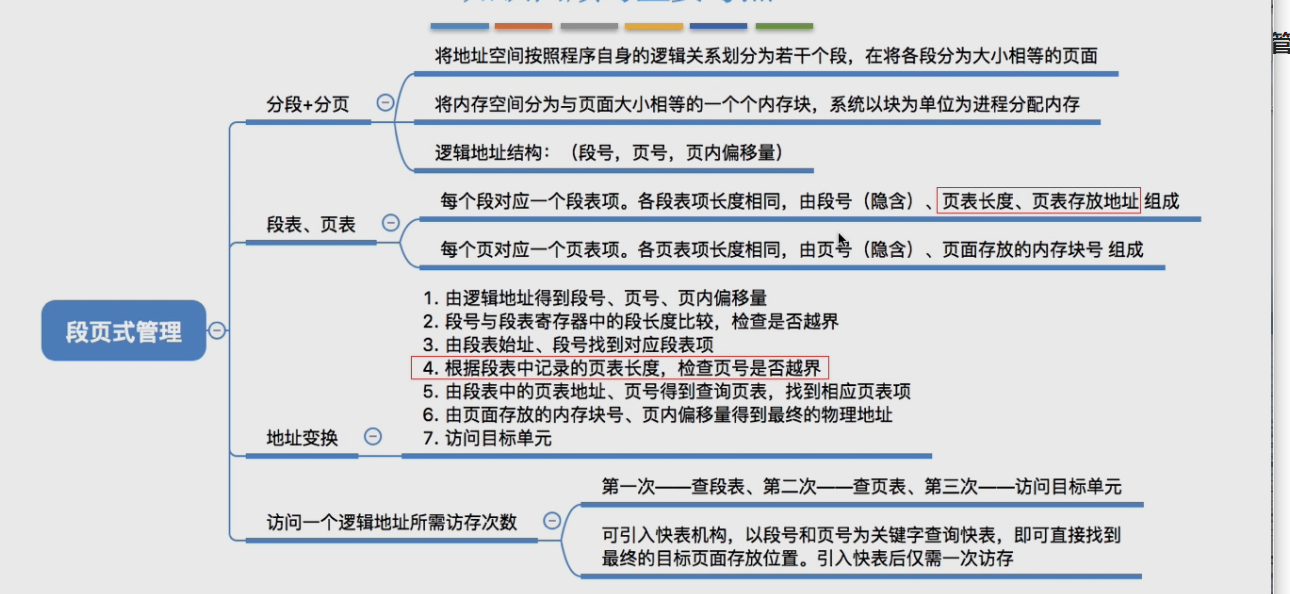 将地址空间按照程序自身的逻辑关系划分为若干个段，在将各段分为大小相等的页面
分段+分页
将内存空间分为与页面大小相等的一个个内存块，系统以块为单位为进程分配内存
逻辑地址结构：（段号，页号，页内偏移量）
每个段对应一个段表项。各段表项长度相同，由段号（隐含）、页表长度、页表存放地址 组成
段表、页表
每个页对应一个页表项。各页表项长度相同，由页号（隐含）、页面存放的内存块号 组成
段页式管理
1. 由逻辑地址得到段号、页号、页内偏移量
2. 段号与段表寄存器中的段长度比较，检查是否越界
3. 由段表始址、段号找到对应段表项
4. 根据段表中记录的页表长度，检查页号是否越界
5. 由段表中的页表地址、页号得到查询页表，找到相应页表项
6. 由页面存放的内存块号、页内偏移量得到最终的物理地址
7. 访问目标单元
地址变换
第一次——查段表、第二次——查页表、第三次——访问目标单元
访问一个逻辑地址所需访存次数
可引入快表机构，以段号和页号为关键字查询快表，即可直接找到
最终的目标页面存放位置。引入快表后仅需一次访存
管